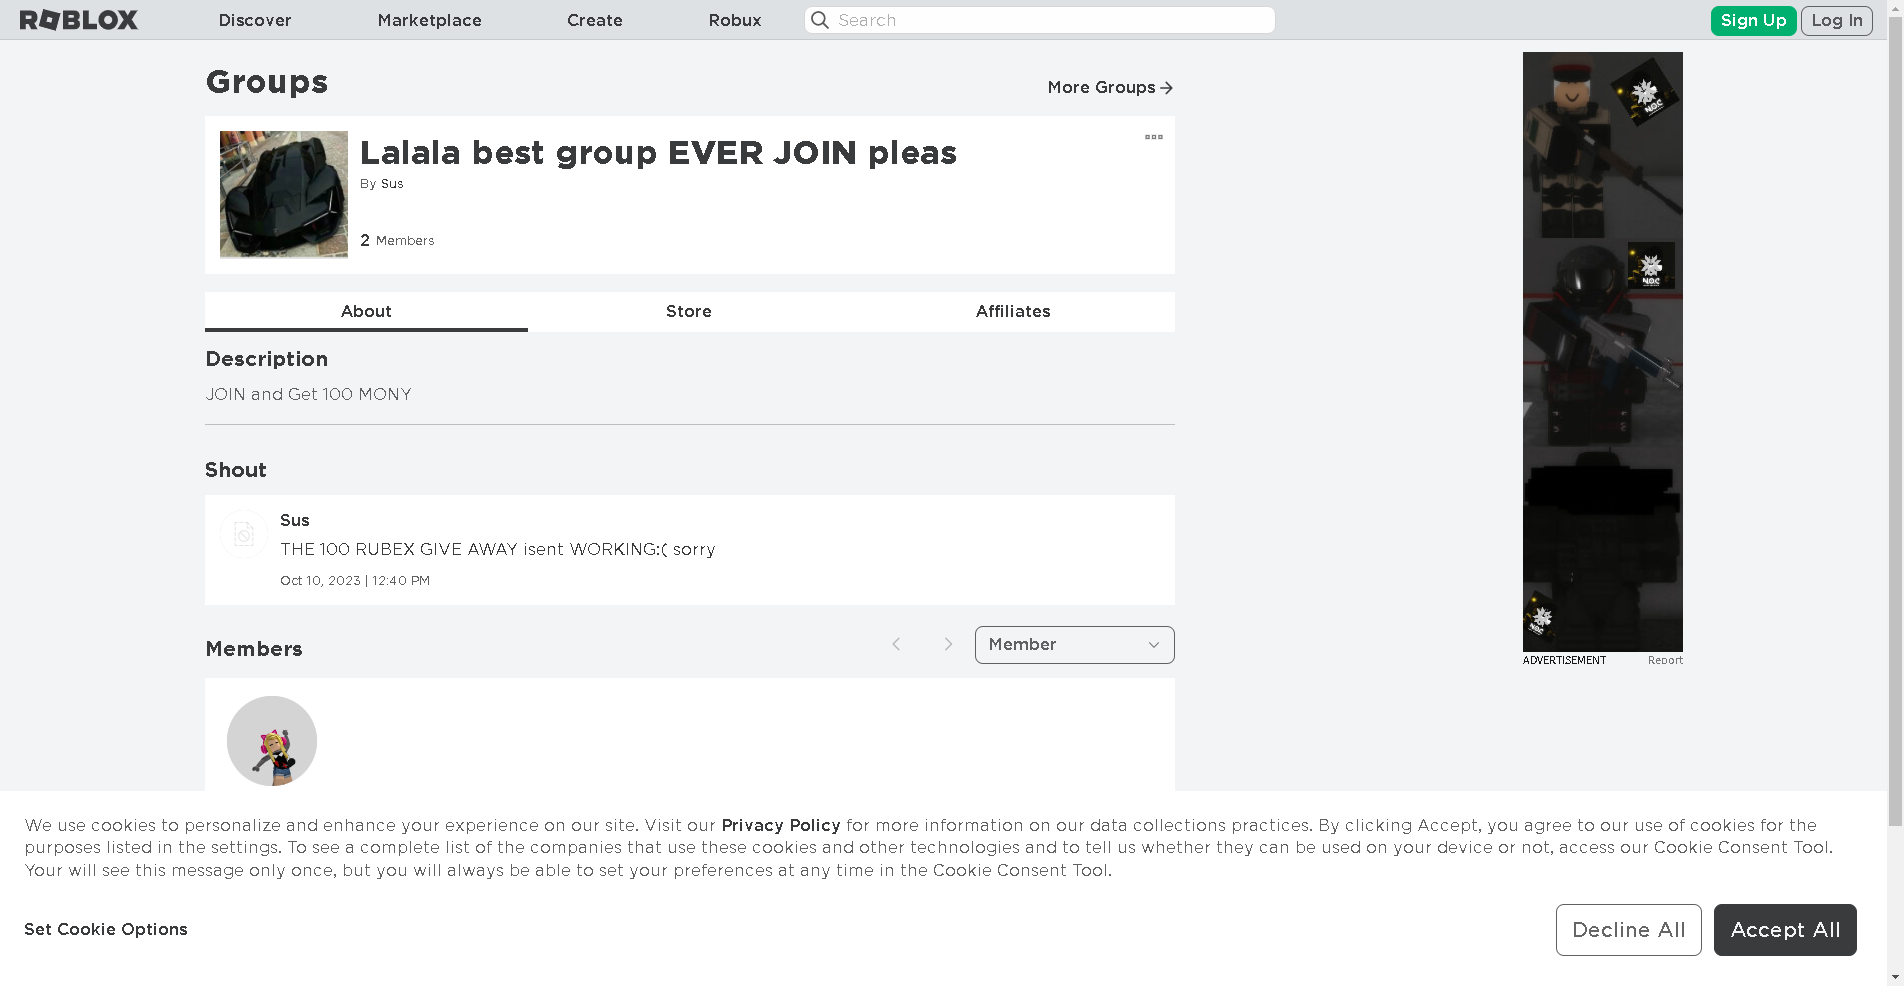 ROBLOX Discover Marketplace Create Robux Search Sign Up Log In
Groups
More Groups
Lalala best group EVER JOIN pleas
By Sus
2 Members
About Store Affiliates
Description
JOIN and Get 100 MONY
Shout
Sus
THE 100 RUBEX GIVE AWAY isent WORKING:( sorry
Oct 10, 2023 | 12:40 PM
Members
Member
N.O.C
N.O.C
N.O.C
ADVERTISEMENT Report
We use cookies to personalize and enhance your experience on our site. Visit our Privacy Policy for more information on our data collections practices. By clicking Accept, you agree to our use of cookies for the
purposes listed in the settings. To see a complete list of the companies that use these cookies and other technologies and to tell us whether they can be used on your device or not, access our Cookie Consent Tool.
Your will see this message only once, but you will always be able to set your preferences at any time in the Cookie Consent Tool.
Set Cookie Options
Decline All Accept All